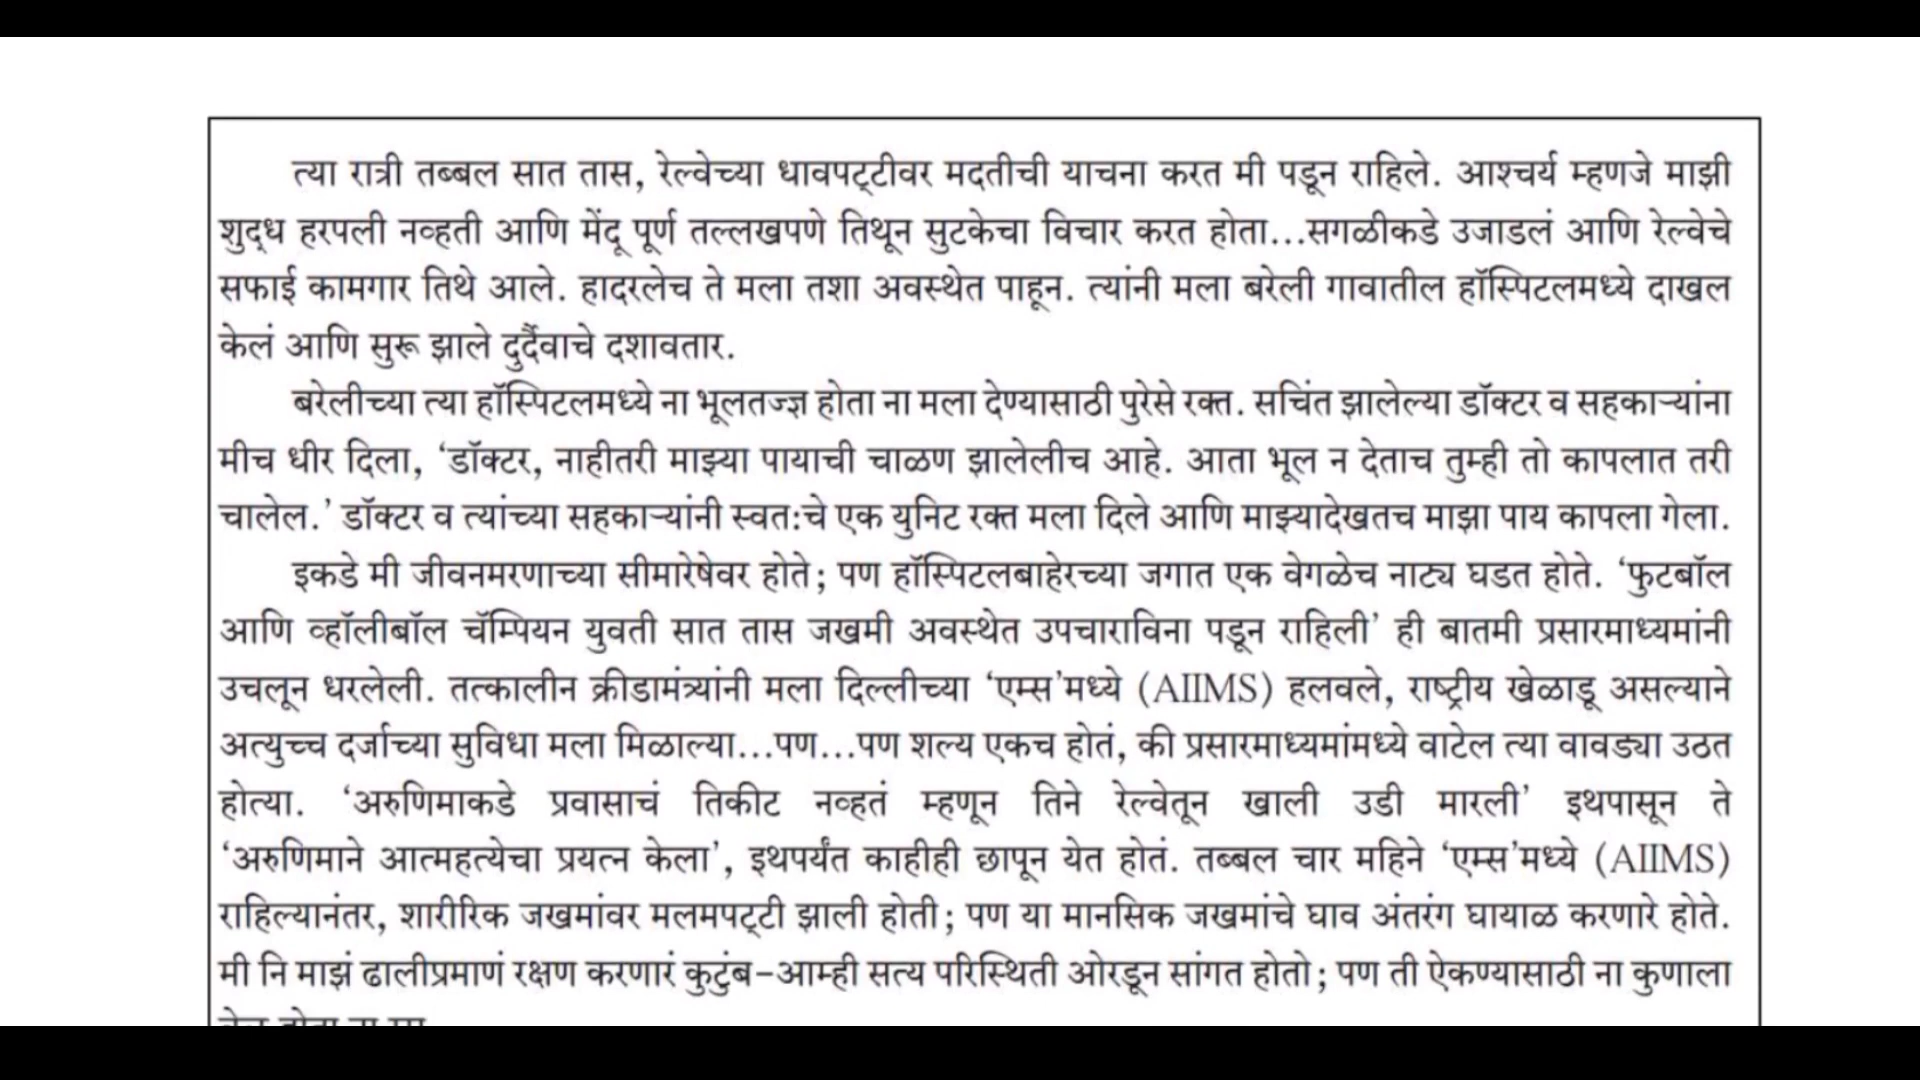 त्या रात्री तब्बल सात तास, रेल्वेच्या धावपट्टीवर मदतीची याचना करत मी पडून राहिले. आश्चर्य म्हणजे माझी
शुद्ध हरपली नव्हती आणि मेंदू पूर्ण तल्लखपणे तिथून सुटकेचा विचार करत होता...सगळीकडे उजाडलं आणि रेल्वेचे
सफाई कामगार तिथे आले. हादरलेच ते मला तशा अवस्थेत पाहून. त्यांनी मला बरेली गावातील हॉस्पिटलमध्ये दाखल
केलं आणि सुरू झाले दुर्दैवाचे दशावतार.
बरेलीच्या त्या हॉस्पिटलमध्ये ना भूलतज्ज्ञ होता ना मला देण्यासाठी पुरेसे रक्त. सचिंत झालेल्या डॉक्टर व सहकाऱ्यांना
मीच धीर दिला, ‘डॉक्टर, नाहीतरी माझ्या पायाची चाळण झालेलीच आहे. आता भूल न देताच तुम्ही तो कापलात तरी
चालेल.’ डॉक्टर व त्यांच्या सहकाऱ्यांनी स्वतःचे एक युनिट रक्त मला दिले आणि माझ्यादेखतच माझा पाय कापला गेला.
इकडे मी जीवनमरणाच्या सीमारेषेवर होते; पण हॉस्पिटलबाहेरच्या जगात एक वेगळेच नाट्य घडत होते. ‘फुटबॉल
आणि व्हॉलीबॉल चॅम्पियन युवती सात तास जखमी अवस्थेत उपचाराविना पडून राहिली’ ही बातमी प्रसारमाध्यमांनी
उचलून धरलेली. तत्कालीन क्रीडामंत्र्यांनी मला दिल्लीच्या ‘एम्स’मध्ये (AIIMS) हलवले, राष्ट्रीय खेळाडू असल्याने
अत्युच्च दर्जाच्या सुविधा मला मिळाल्या...पण...पण शल्य एकच होतं, की प्रसारमाध्यमांमध्ये वाटेल त्या वावड्या उठत
होत्या. ‘अरुणिमाकडे प्रवासाचं तिकीट नव्हतं म्हणून तिने रेल्वेतून खाली उडी मारली’ इथपासून ते
‘अरुणिमाने आत्महत्येचा प्रयत्न केला’, इथपर्यंत काहीही छापून येत होतं. तब्बल चार महिने ‘एम्स’मध्ये (AIIMS)
राहिल्यानंतर, शारीरिक जखमांवर मलमपट्टी झाली होती; पण या मानसिक जखमांचे घाव अंतरंग घायाळ करणारे होते.
मी नि माझं ढालीप्रमाणं रक्षण करणारं कुटुंब-आम्ही सत्य परिस्थिती ओरडून सांगत होतो; पण ती ऐकण्यासाठी ना कुणाला